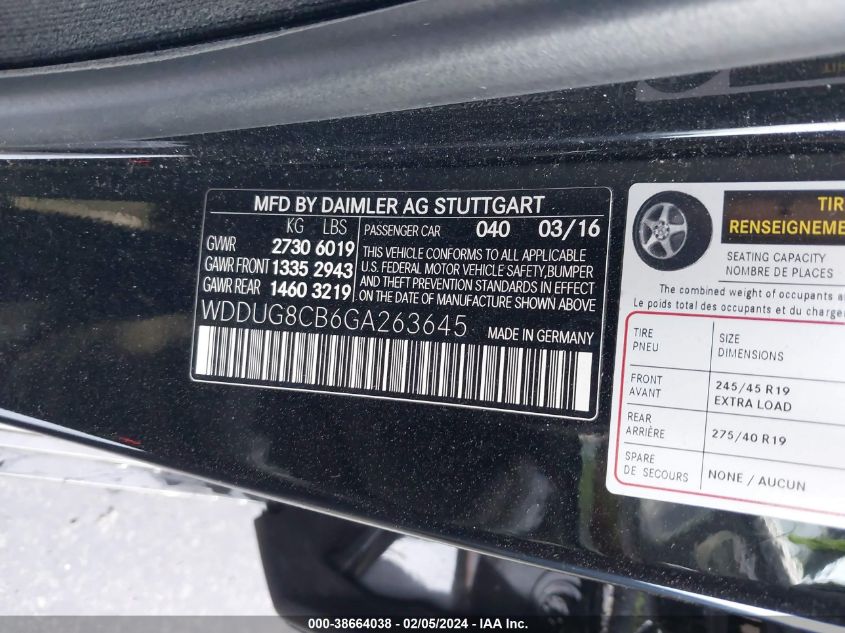 MFD BY DAIMLER AG STUTTGART
KG LBS
GVWR 2730 6019
GAWR FRONT 1335 2943
GAWR REAR 1460 3219
PASSENGER CAR 040 03/16
THIS VEHICLE CONFORMS TO ALL APPLICABLE
U.S. FEDERAL MOTOR VEHICLE SAFETY,BUMPER
AND THEFT PREVENTION STANDARDS IN EFFECT
ON THE DATE OF MANUFACTURE SHOWN ABOVE
WDDUG8CB6GA263645 MADE IN GERMANY
TIR
RENSEIGNEME
SEATING CAPACITY
NOMBRE DE PLACES
The combined weight of occupants
Le poids total des occupants et du charger
TIRE
PNEU
SIZE
DIMENSIONS
FRONT
AVANT
245/45 R19
EXTRA LOAD
REAR
ARRIÈRE
275/40 R19
SPARE
DE SECOURS
NONE / AUCUN
000-38664038 - 02/05/2024 - IAAI - Copart